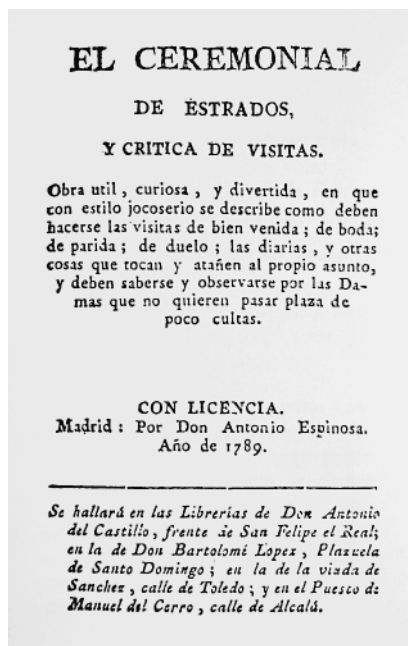 EL CEREMONIAL
DE ESTRADOS,
Y CRITICA DE VISITAS.
Obra util, curiosa, y divertida, en que
con estilo jocoserio se describe como deben
hacerse las visitas de bien venida; de boda;
de parida; de duelo; las diarias, y otras
cosas que tocan y atañen al propio asunto,
y deben saberse y observarse por las Da-
mas que no quieren pasar plaza de
poco cultas.
CON LICENCIA.
Madrid: Por Don Antonio Espinosa.
Año de 1789.
Se hallará en las Librerías de Don Antonio
del Castillo, frente de San Felipe el Real;
en la de Don Bartolomé Lopez, Plazuela
de Santo Domingo; en la de la viuda de
Sanchez, calle de Toledo; y en el Puesto de
Manuel del Cerro, calle de Alcalá.